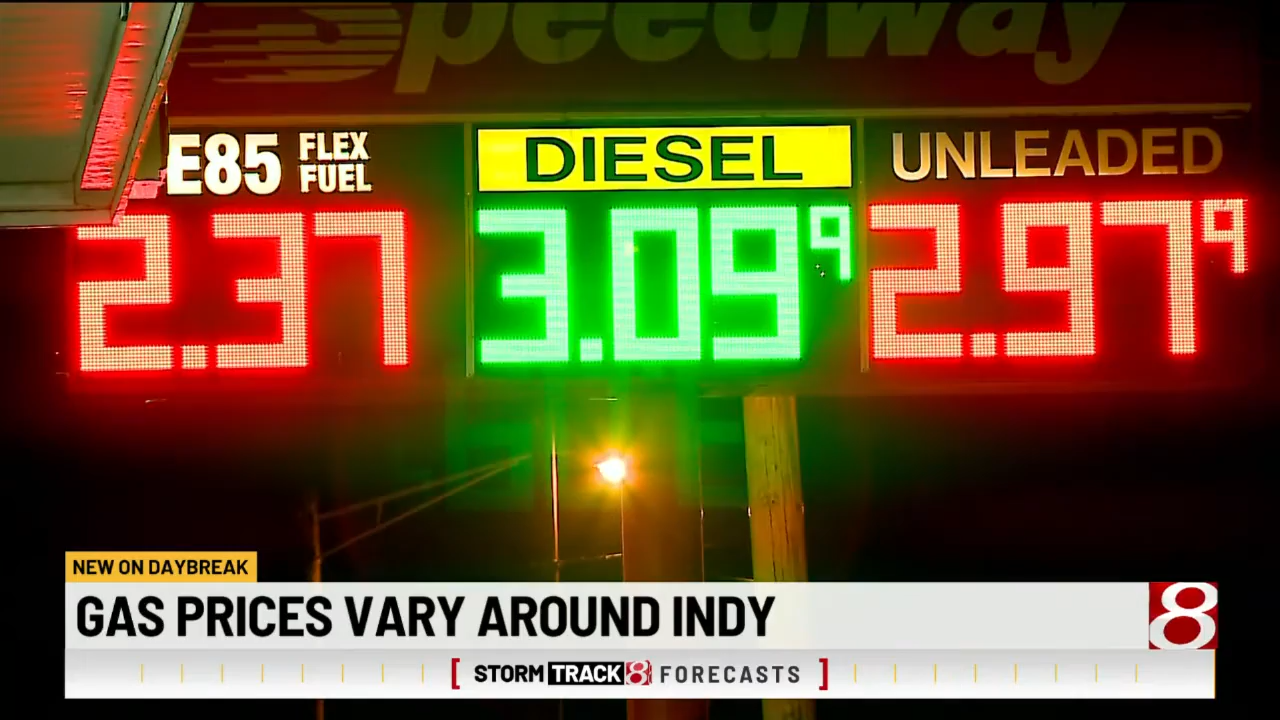 Speedway
E85 FLEX FUEL
DIESEL
UNLEADED
2.37
3.09 9
2.97 9
NEW ON DAYBREAK
GAS PRICES VARY AROUND INDY
8
[ STORM TRACK 8 FORECASTS ]